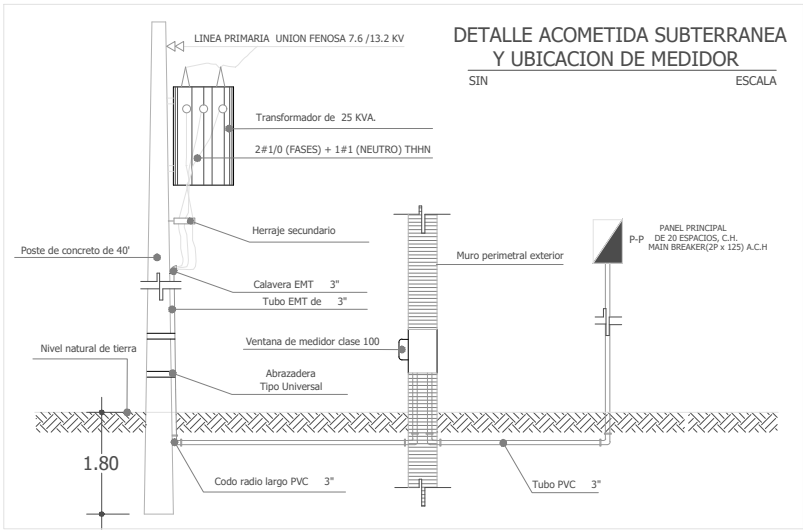 DETALLE ACOMETIDA SUBTERRANEA
Y UBICACION DE MEDIDOR
SIN ESCALA
LINEA PRIMARIA UNION FENOSA 7.6 /13.2 KV
Transformador de 25 KVA.
2#1/0 (FASES) + 1#1 (NEUTRO) THHN
Herraje secundario
Poste de concreto de 40'
Muro perimetral exterior
P-P
PANEL PRINCIPAL
DE 20 ESPACIOS, C.H.
MAIN BREAKER(2P x 125) A.C.H
Calavera EMT 3"
Tubo EMT de 3"
Nivel natural de tierra
Ventana de medidor clase 100
Abrazadera
Tipo Universal
1.80
Codo radio largo PVC 3"
Tubo PVC 3"